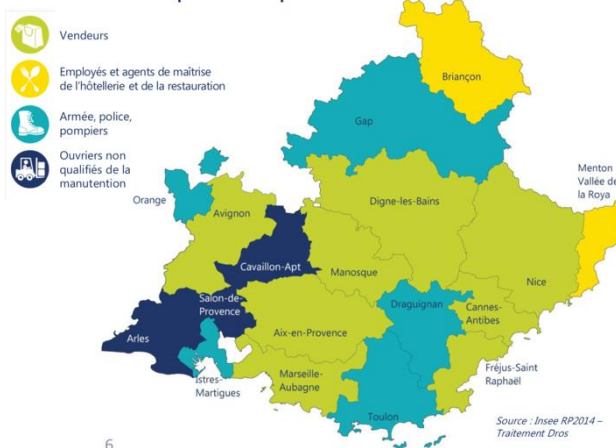 Vendeurs
Employés et agents de maîtrise
de l'hôtellerie et de la restauration
Armée, police,
pompiers
Ouvriers non
qualifiés de la
manutention
Briançon
Gap
Menton
Vallée de
la Roya
Orange
Avignon
Digne-les-Bains
Cavaillon-Apt
Manosque
Nice
Salon-de-
Provence
Draguignan
Cannes-
Antibes
Arles
Aix-en-Provence
Istres-
Martigues
Marseille-
Aubagne
Fréjus-Saint
Raphaël
Toulon
Source : Insee RP2014 –
Traitement Dros
6